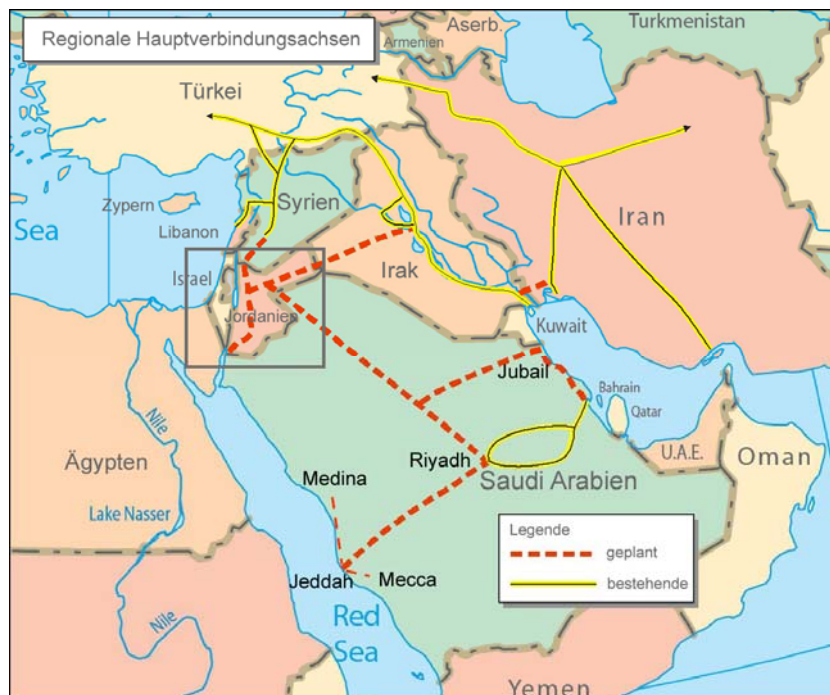 Regionale Hauptverbindungsachsen
Aserb.
Turkmenistan
Armenien
Türkei
Zypern
Syrien
Iran
Sea
Libanon
Israel
Irak
Jordanien
Kuwait
Jubail
Bahrain
Qatar
Nile
Ägypten
Riyadh
U.A.E.
Oman
Medina
Saudi Arabien
Lake Nasser
Legende
geplant
bestehende
Jeddah
Mecca
Nile
Red
Sea
Yemen